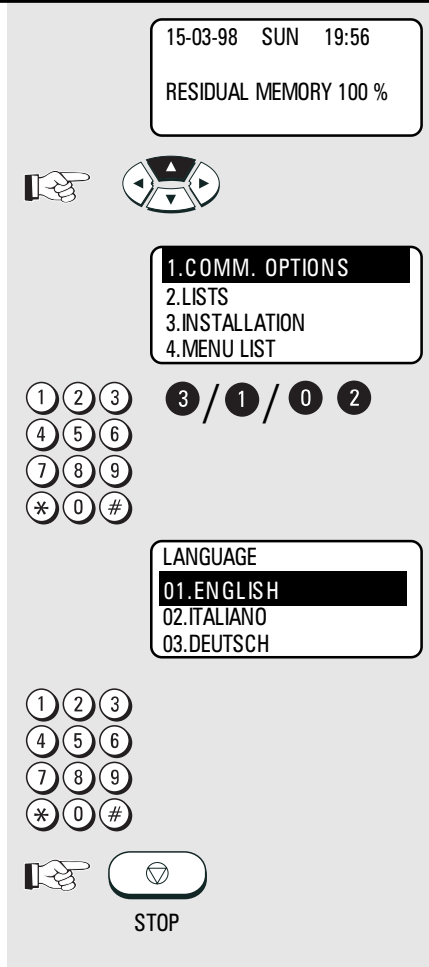 15-03-98 SUN 19:56
RESIDUAL MEMORY 100 %
1.COMM. OPTIONS
2.LISTS
3.INSTALLATION
4.MENU LIST
1 2 3
4 5 6
7 8 9
* 0 #
3 / 1 / 0 2
LANGUAGE
01.ENGLISH
02.ITALIANO
03.DEUTSCH
1 2 3
4 5 6
7 8 9
* 0 #
STOP